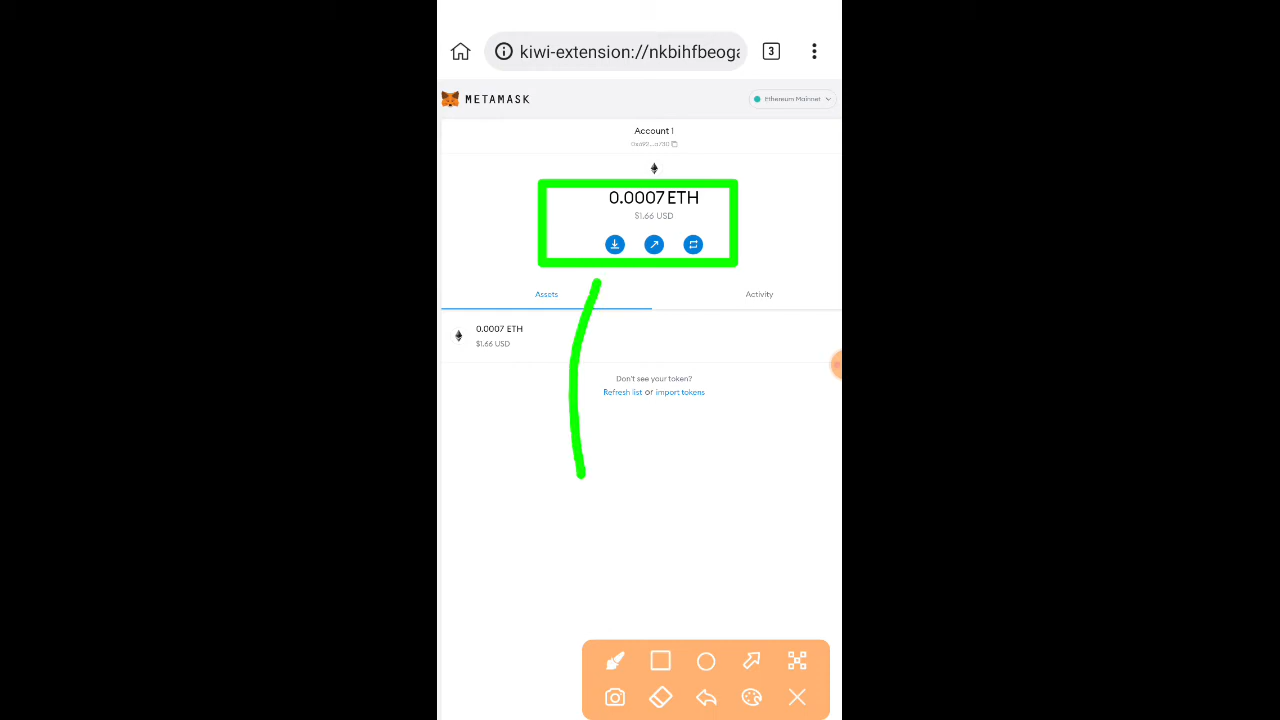 kiwi-extension://nkbihfbeoga
3
METAMASK
Ethereum Mainnet
Account 1
0.0007 ETH
$1.66 USD
Assets
Activity
0.0007 ETH
$1.66 USD
Don't see your token?
Refresh list or import tokens